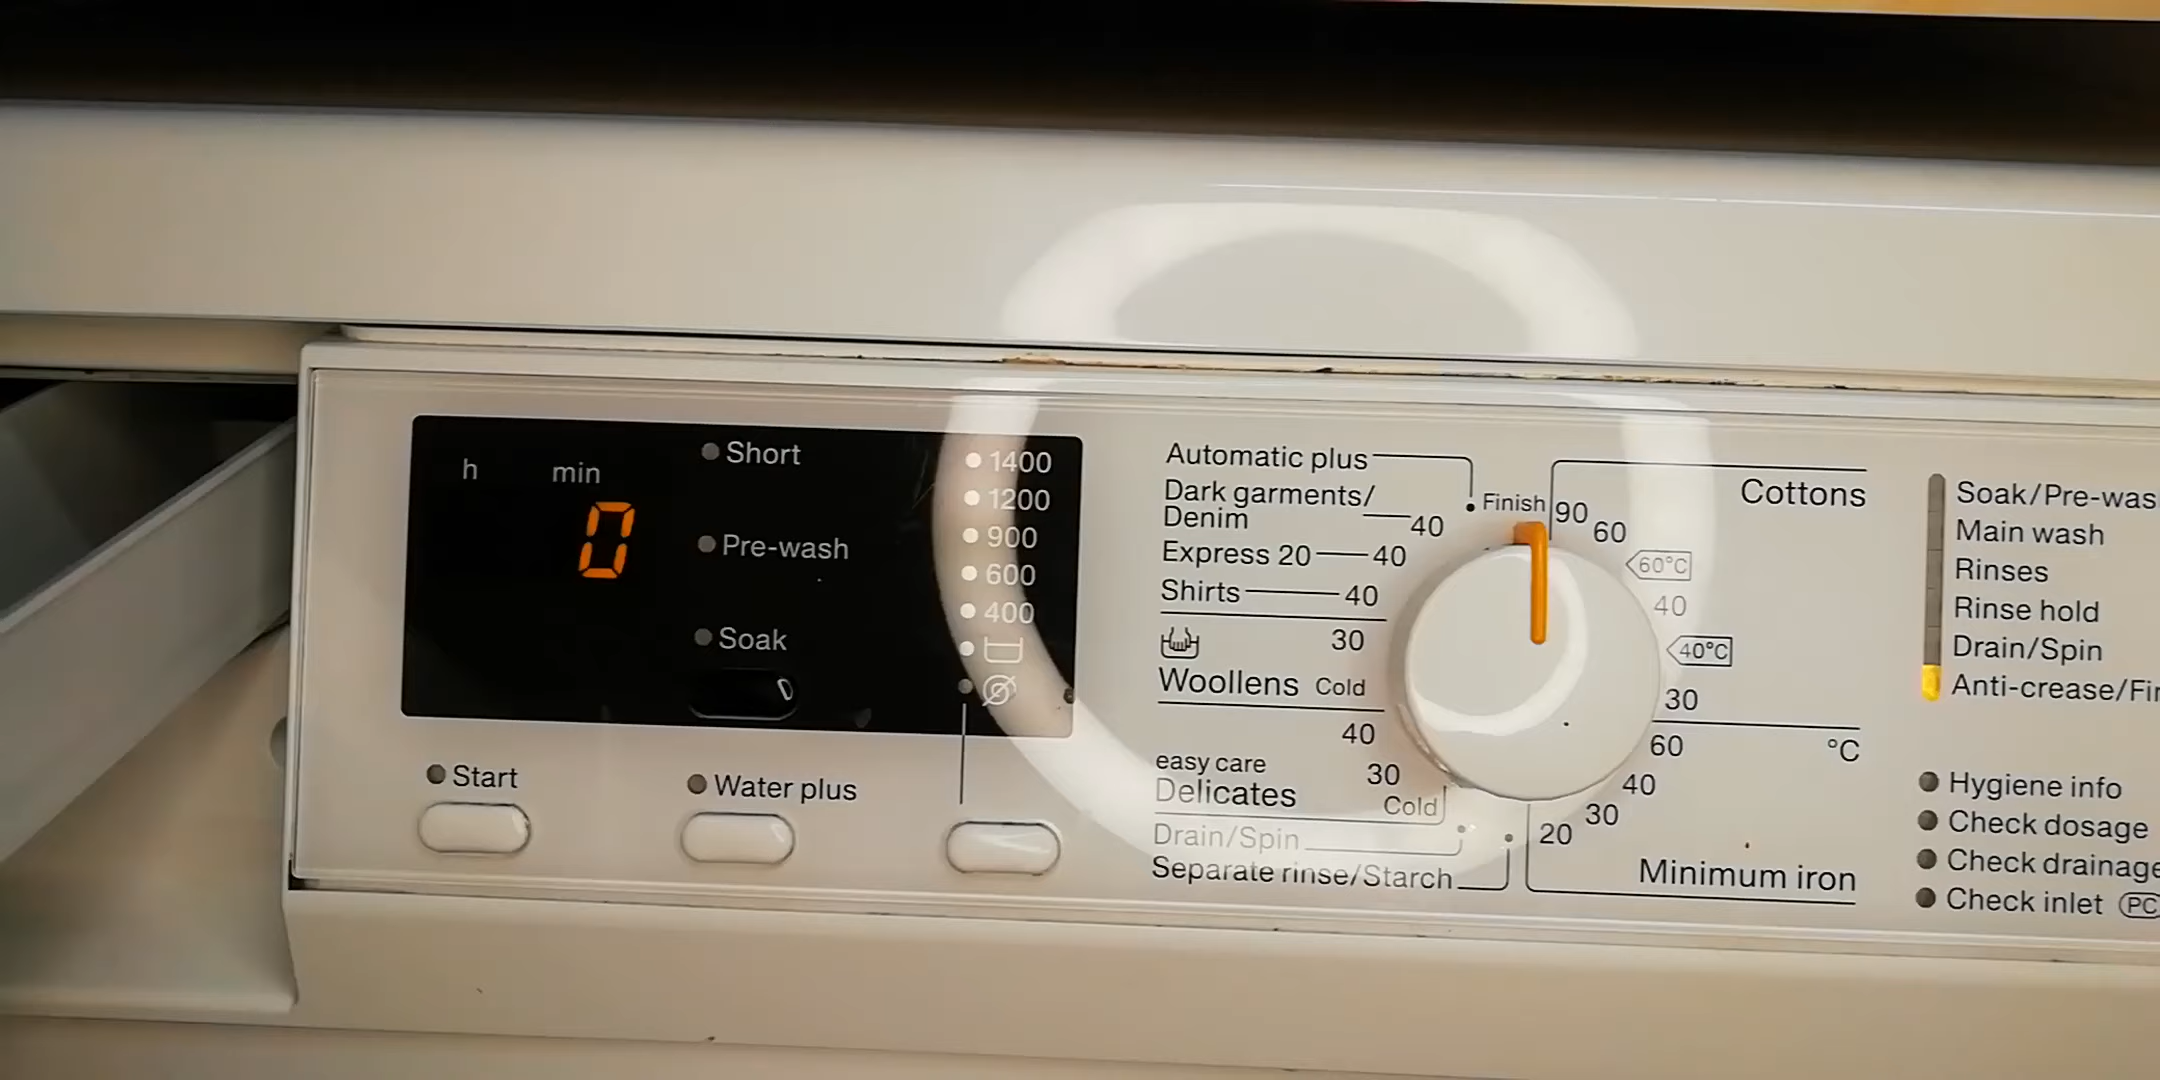 h min
0
Short
Pre-wash
Soak
Start
Water plus
1400
1200
900
600
400
Automatic plus
Dark garments/
Denim 40
Express 20 40
Shirts 40
30
Woollens Cold
40
easy care
30
Delicates Cold
Drain/Spin
Separate rinse/Starch
Finish
90
60
60°C
40
40°C
30
Cottons
°C
60
40
30
20
Minimum iron
Soak/Pre-was
Main wash
Rinses
Rinse hold
Drain/Spin
Anti-crease/Fi
Hygiene info
Check dosage
Check drainage
Check inlet PC